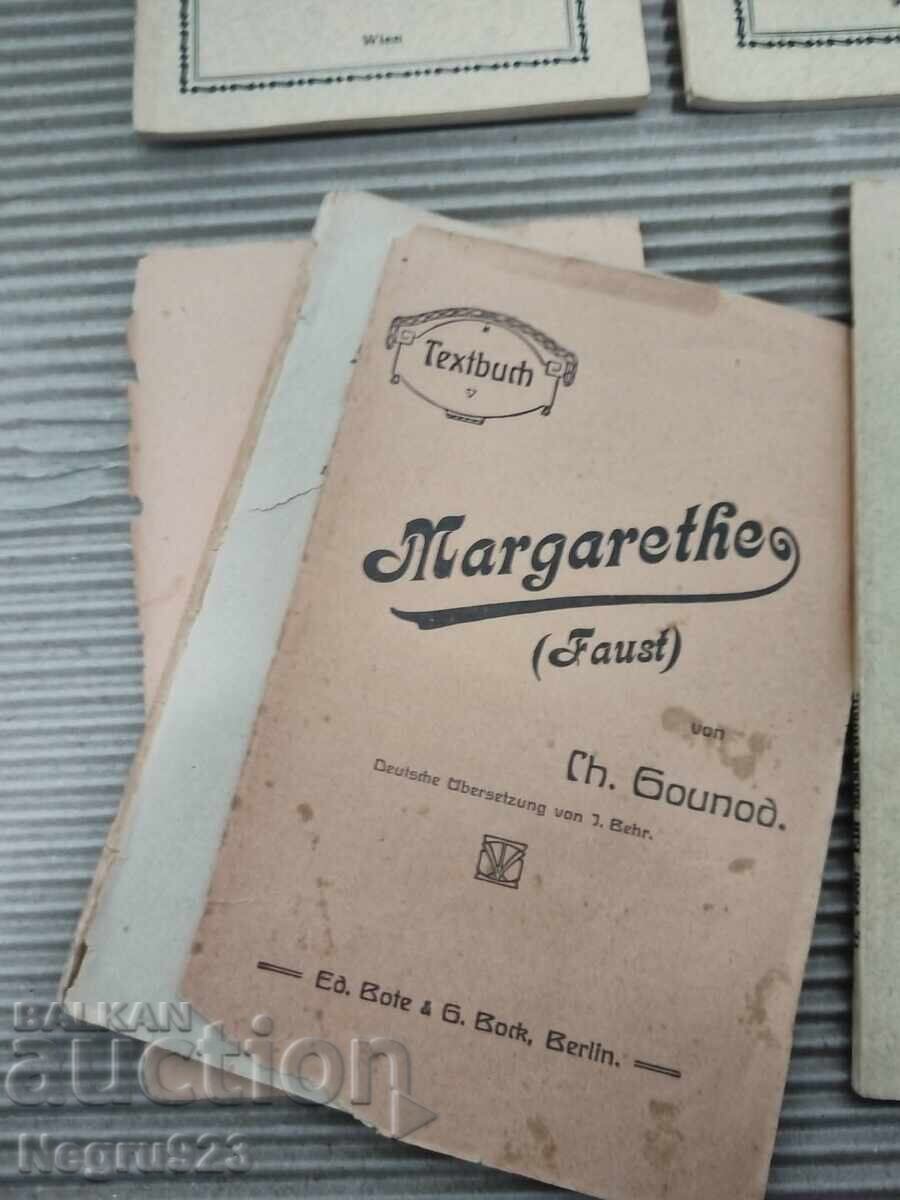 Wien
Textbuch
Margarethe
(Faust)
von
Ch. Gounod.
Deutsche Übersetzung von J. Behr.
Ed. Bote & G. Bock, Berlin.
BALKAN
auction
Negru923